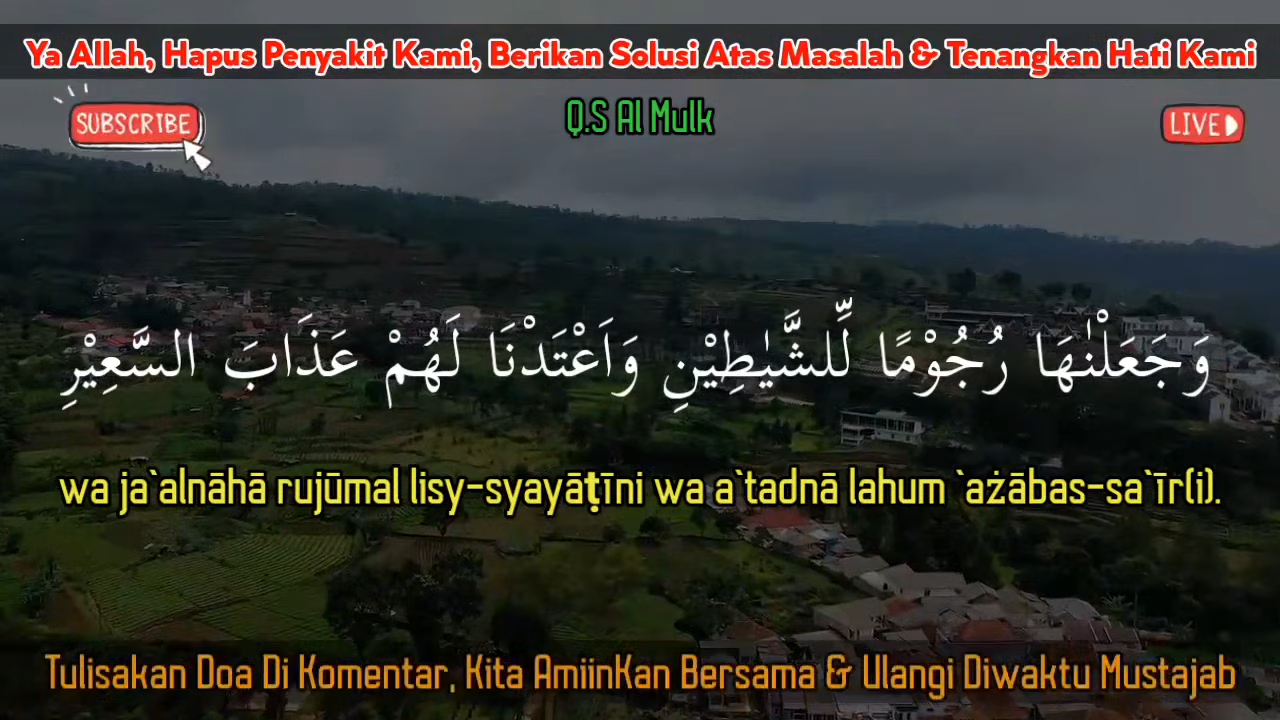 Ya Allah, Hapus Penyakit Kami, Berikan Solusi Atas Masalah & Tenangkan Hati Kami
SUBSCRIBE
Q.S Al Mulk
LIVE
وَجَعَلْنٰهَا رُجُوْمًا لِّلشَّيٰطِيْنِ وَاَعْتَدْنَا لَهُمْ عَذَابَ السَّعِيْرِ
wa ja`alnāhā rujūmal lisy-syayāṭīni wa a`tadnā lahum `ażābas-sa`īr(i).
Tulisakan Doa Di Komentar, Kita AmiinKan Bersama & Ulangi Diwaktu Mustajab